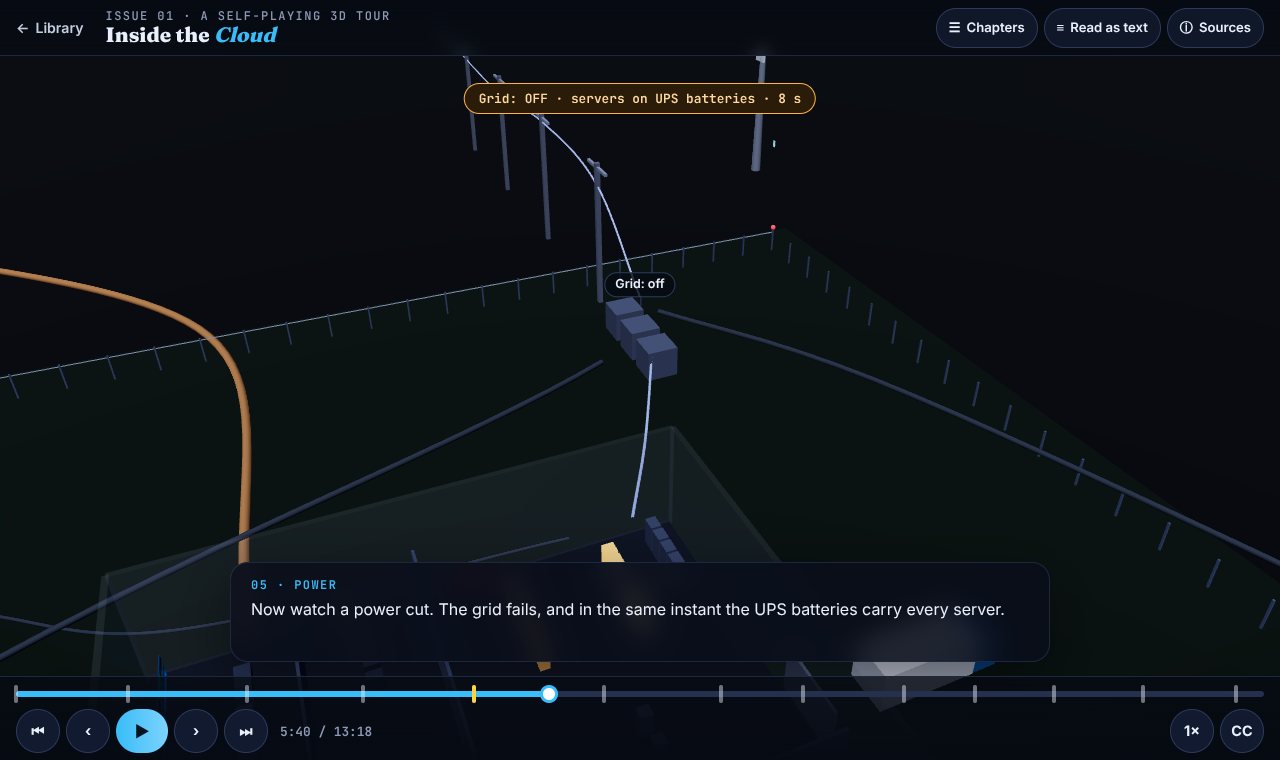 ← Library
ISSUE 01 · A SELF-PLAYING 3D TOUR
Inside the Cloud
☰ Chapters
≡ Read as text
ⓘ Sources
Grid: OFF · servers on UPS batteries · 8 s
Grid: off
05 · POWER
Now watch a power cut. The grid fails, and in the same instant the UPS batteries carry every server.
5:40 / 13:18
1×
CC